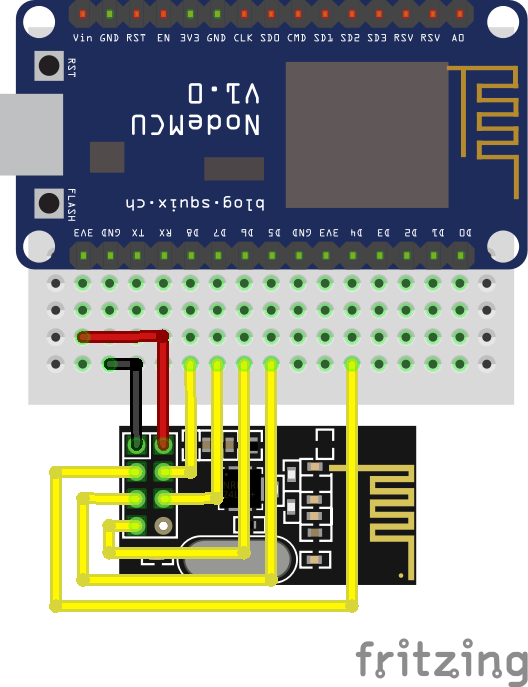 Vin GND RST EN 3V3 GND CLK SD0 CMD SD1 SD2 SD3 RSV RSV A0
RST
NodeMCU
V1.0
FLASH
blog.squix.ch
3V3 GND TX RX D8 D7 D6 D5 GND 3V3 D4 D3 D2 D1 D0
fritzing